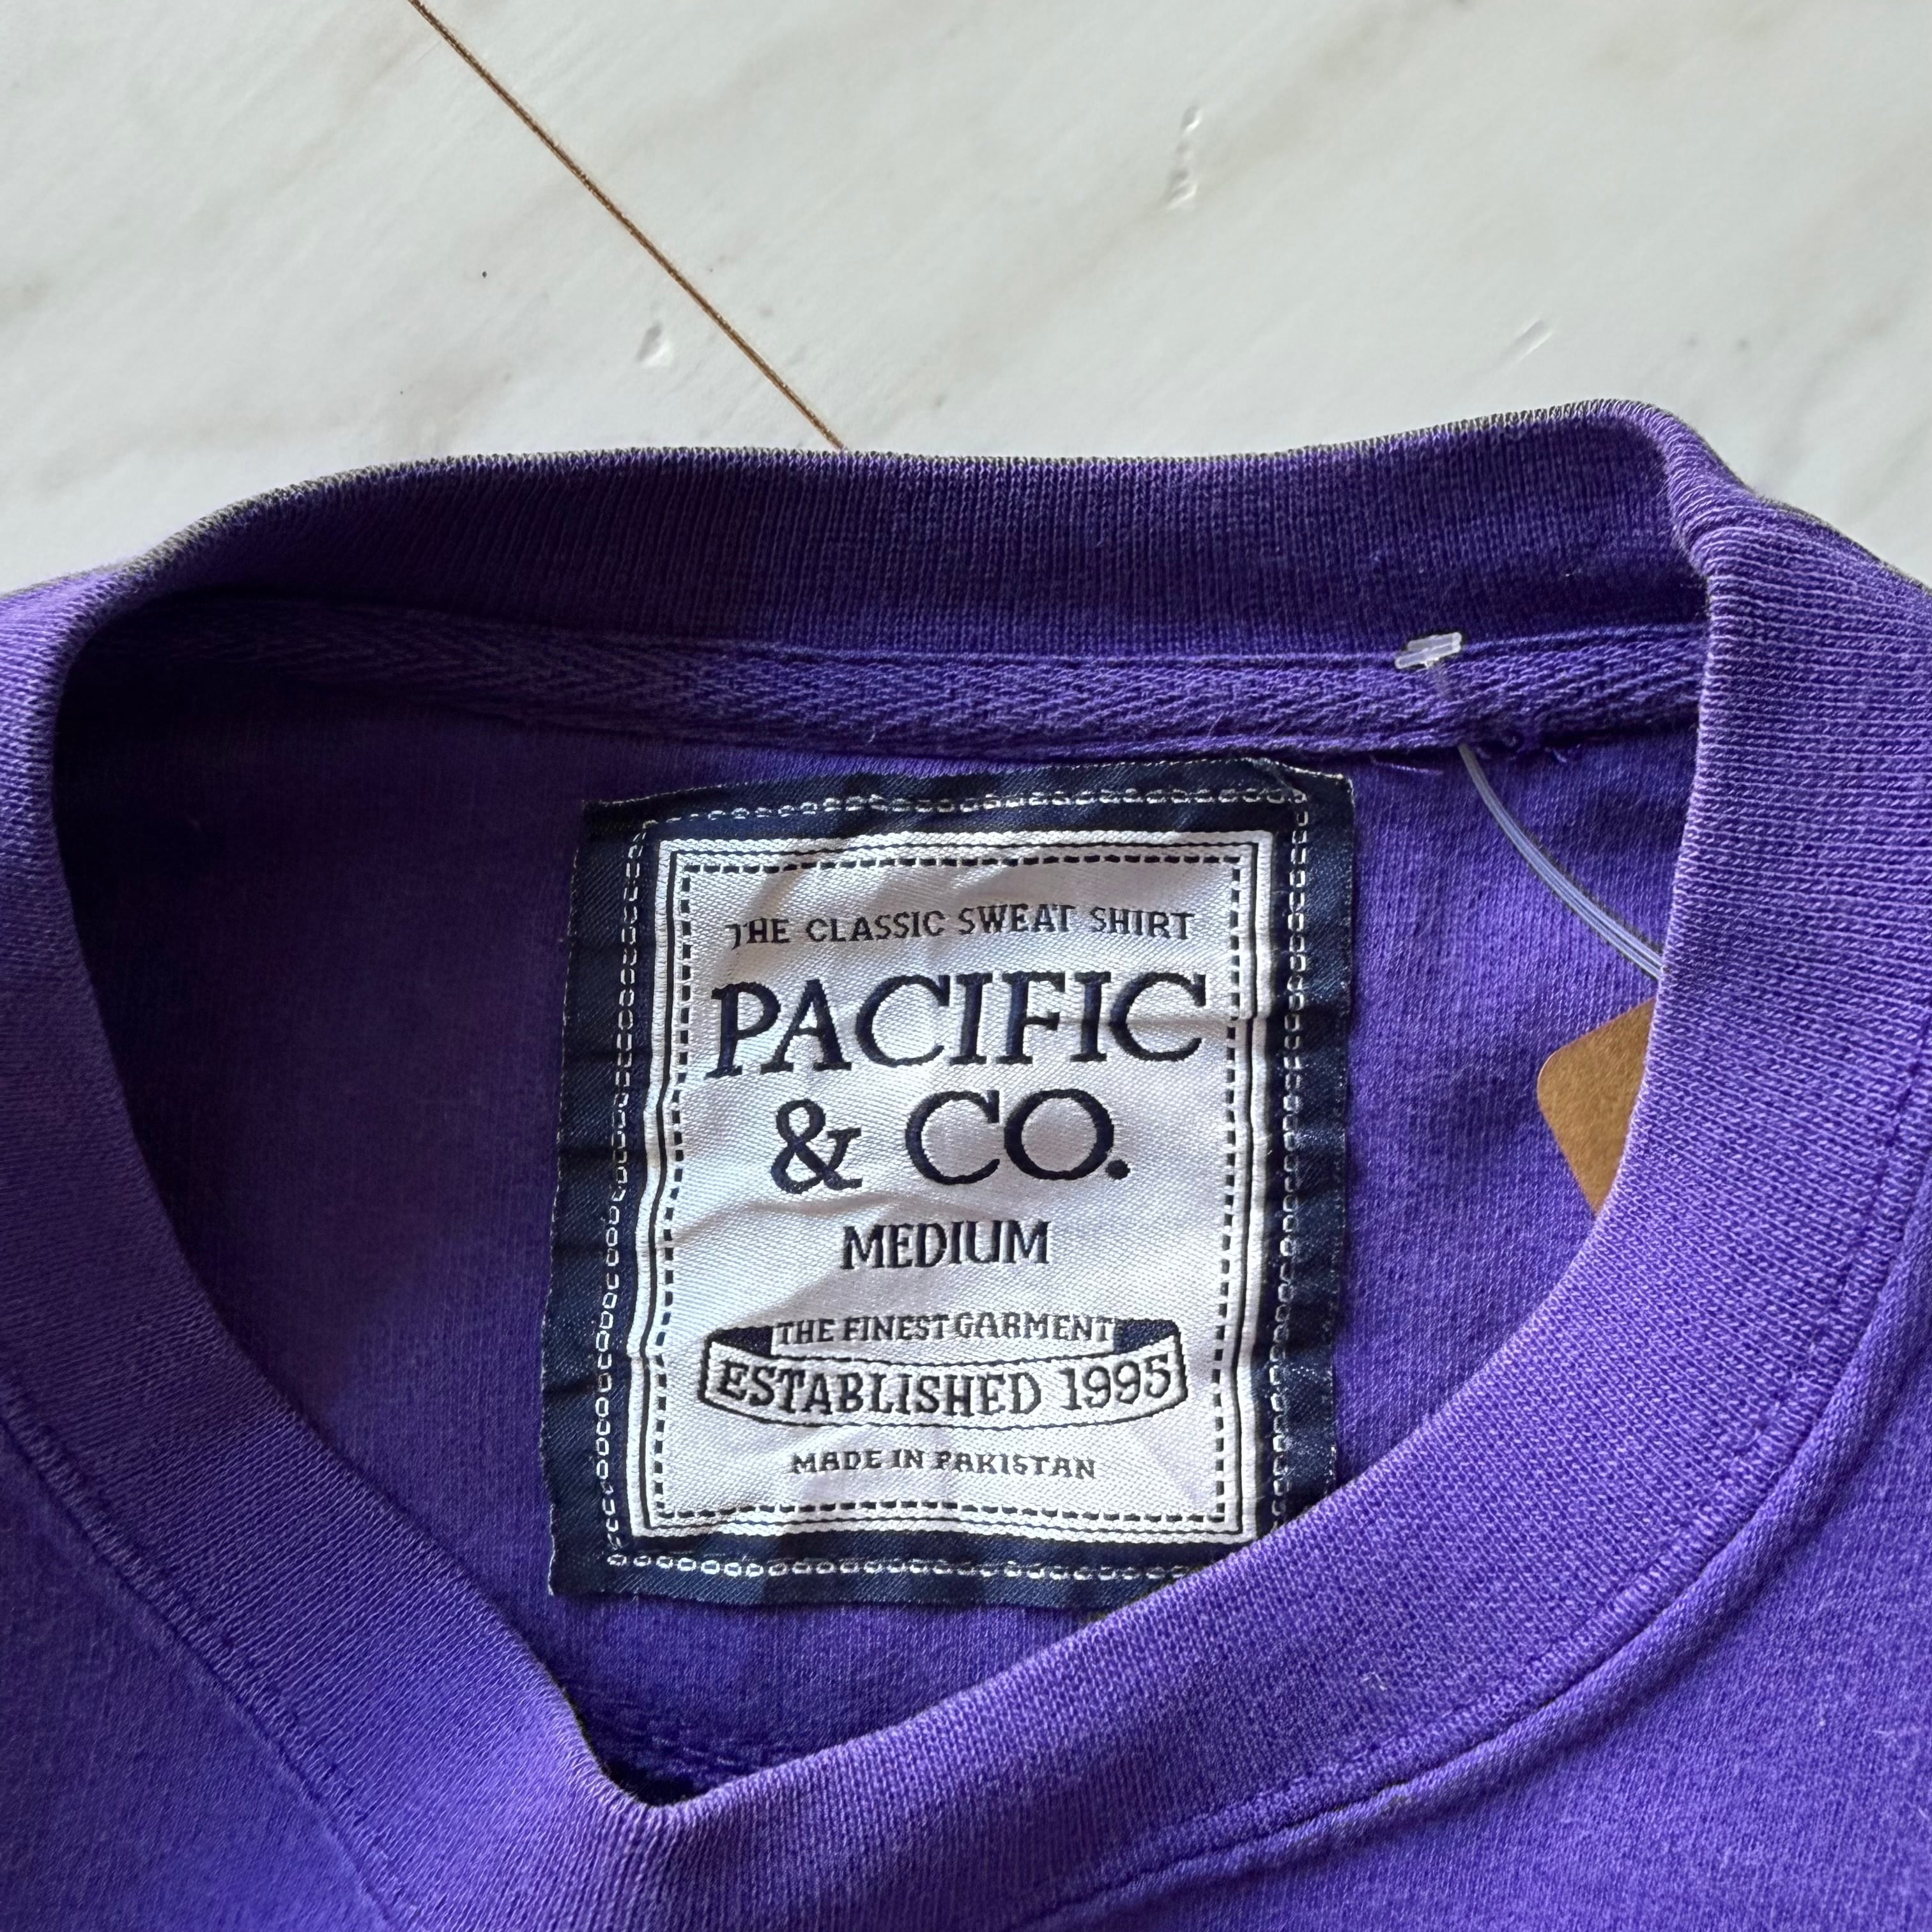 THE CLASSIC SWEAT SHIRT
PACIFIC
& CO.
MEDIUM
THE FINEST GARMENT
ESTABLISHED 1995
MADE IN PAKISTAN